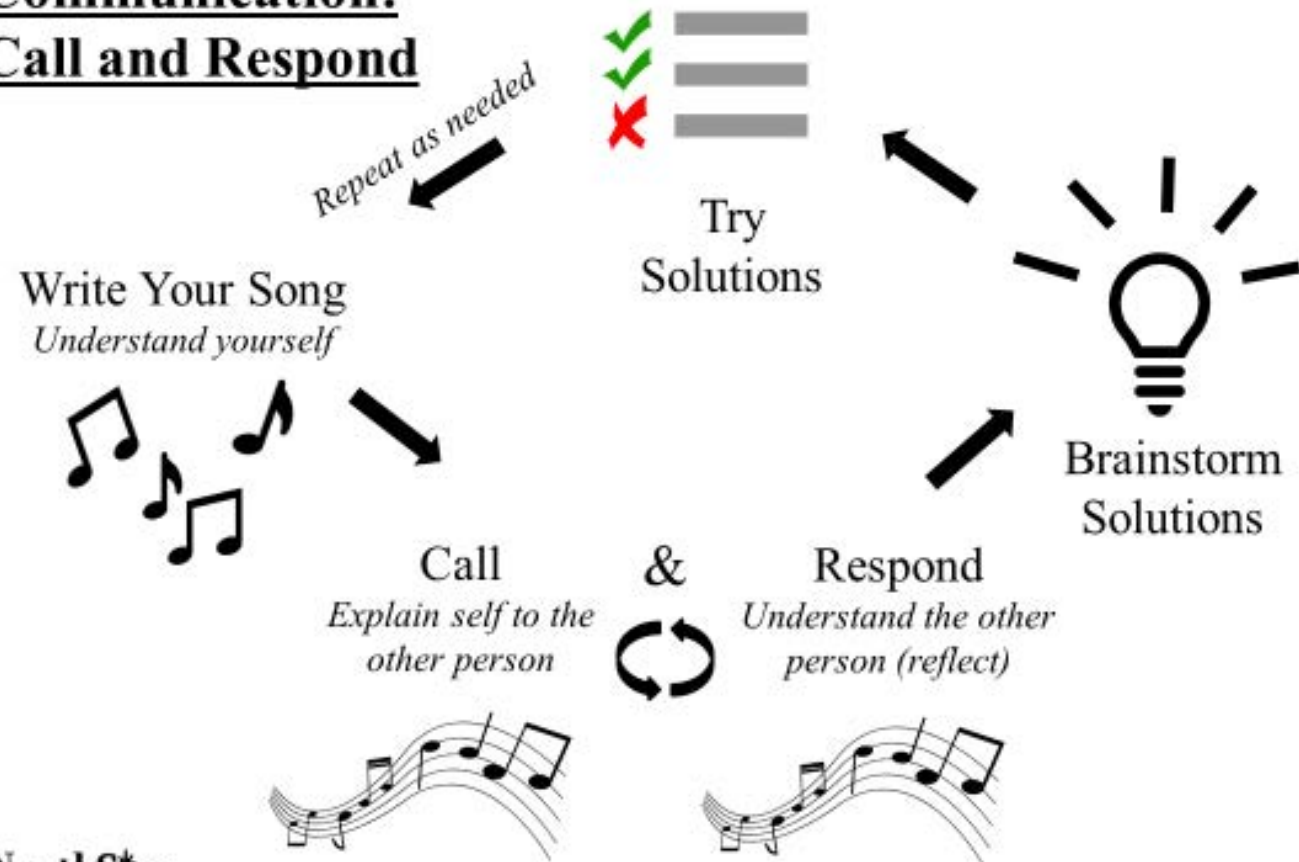 Communication:
Call and Respond
Repeat as needed
Try
Solutions
Write Your Song
Understand yourself
Brainstorm
Solutions
Call & Respond
Explain self to the
other person
Understand the other
person (reflect)